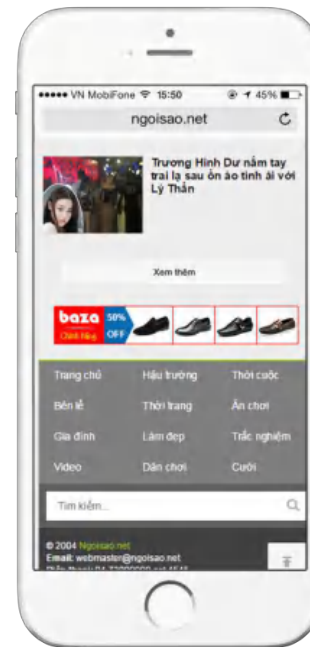 VN MobiFone 15:50 45%
ngoisao.net
Trương Hinh Dư nắm tay
trai lạ sau ồn ào tình ái với
Lý Thần
Xem thêm
baza 50%
Chính Hãng OFF
Trang chủ Hậu trường Thời cuộc
Bên lề Thời trang Ăn chơi
Gia đình Làm đẹp Trắc nghiệm
Video Dân chơi Cưới
Tìm kiếm...
© 2004 Ngoisao.net
Email: webmaster@ngoisao.net